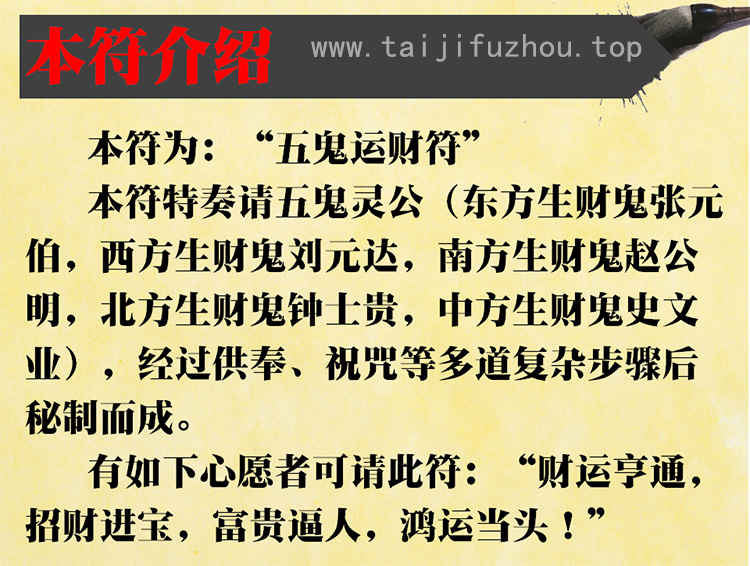 本符介绍 www.taijifuzhou.top
本符为：“五鬼运财符”
本符特奏请五鬼灵公（东方生财鬼张元
伯，西方生财鬼刘元达，南方生财鬼赵公
明，北方生财鬼钟士贵，中方生财鬼史文
业），经过供奉、祝咒等多道复杂步骤后
秘制而成。
有如下心愿者可请此符：“财运亨通，
招财进宝，富贵逼人，鸿运当头！”